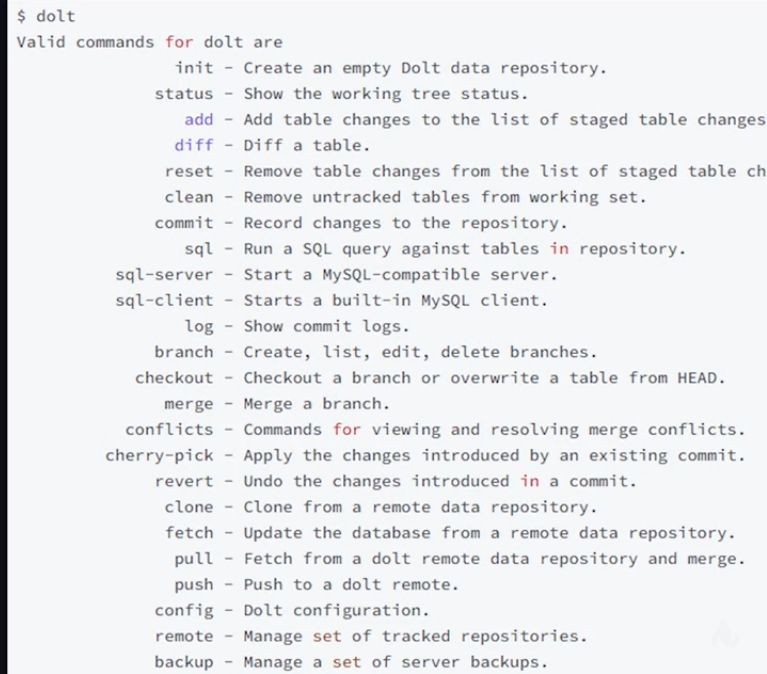 $ dolt
Valid commands for dolt are
init - Create an empty Dolt data repository.
status - Show the working tree status.
add - Add table changes to the list of staged table changes
diff - Diff a table.
reset - Remove table changes from the list of staged table ch
clean - Remove untracked tables from working set.
commit - Record changes to the repository.
sql - Run a SQL query against tables in repository.
sql-server - Start a MySQL-compatible server.
sql-client - Starts a built-in MySQL client.
log - Show commit logs.
branch - Create, list, edit, delete branches.
checkout - Checkout a branch or overwrite a table from HEAD.
merge - Merge a branch.
conflicts - Commands for viewing and resolving merge conflicts.
cherry-pick - Apply the changes introduced by an existing commit.
revert - Undo the changes introduced in a commit.
clone - Clone from a remote data repository.
fetch - Update the database from a remote data repository.
pull - Fetch from a dolt remote data repository and merge.
push - Push to a dolt remote.
config - Dolt configuration.
remote - Manage set of tracked repositories.
backup - Manage a set of server backups.